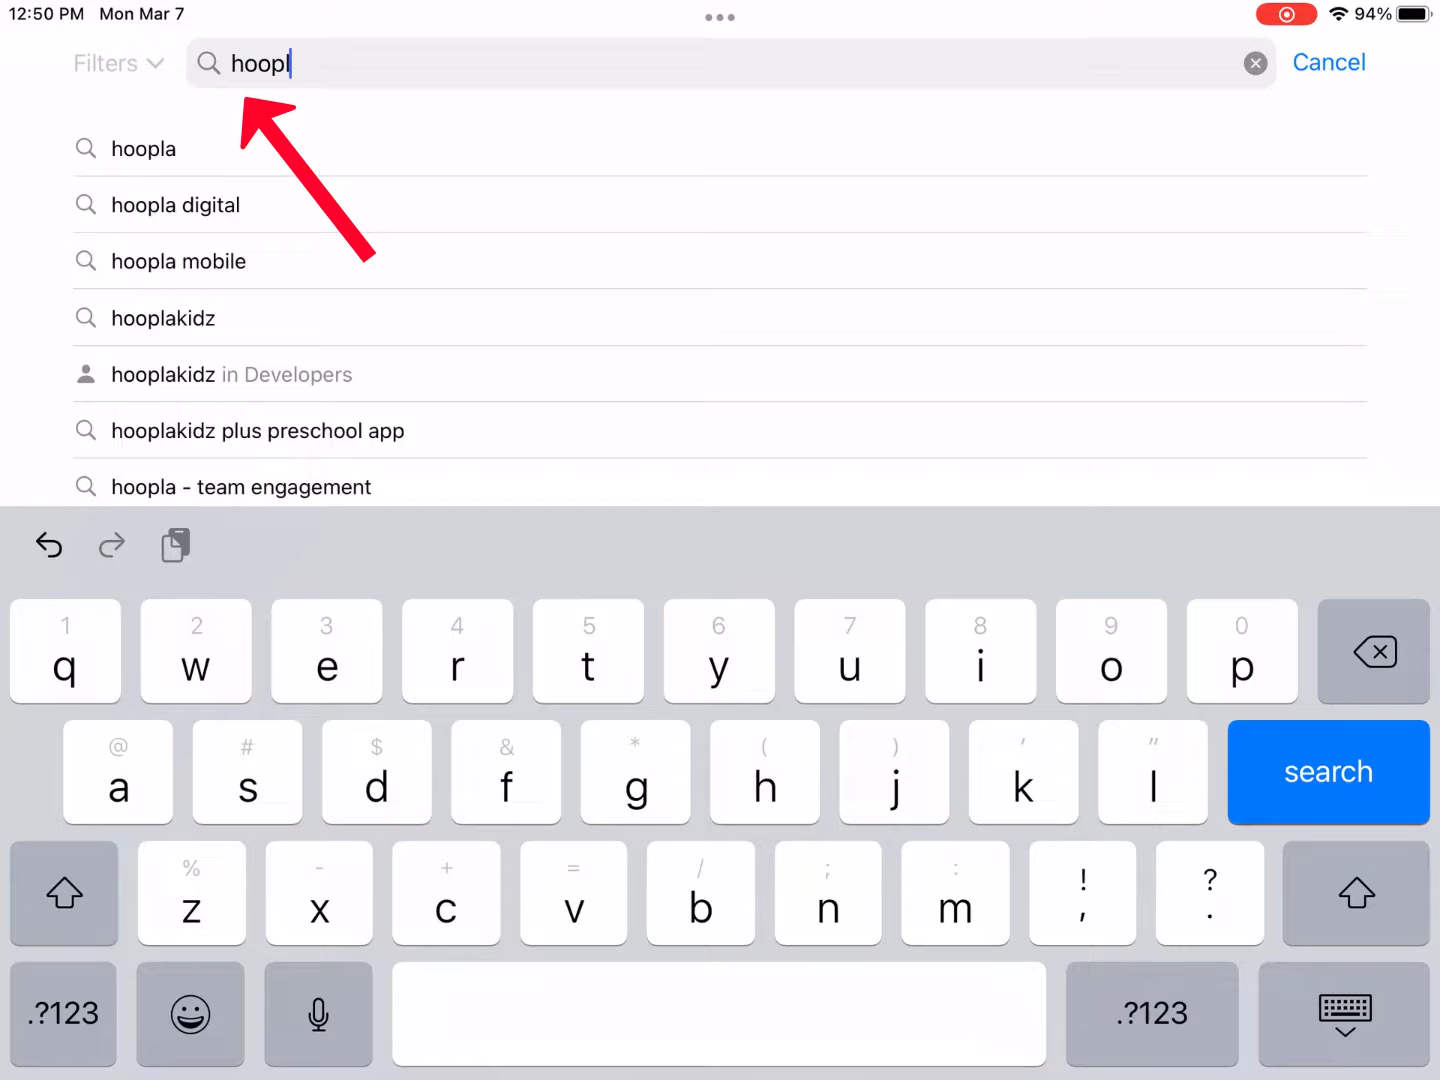 12:50 PM Mon Mar 7 94%
Filters hoopl Cancel
hoopla
hoopla digital
hoopla mobile
hooplakidz
hooplakidz in Developers
hooplakidz plus preschool app
hoopla - team engagement
1 2 3 4 5 6 7 8 9 0
q w e r t y u i o p
@ # $ & * ( ) ' "
a s d f g h j k l search
% - + = / ; : ! ?
z x c v b n m , .
.?123 .?123